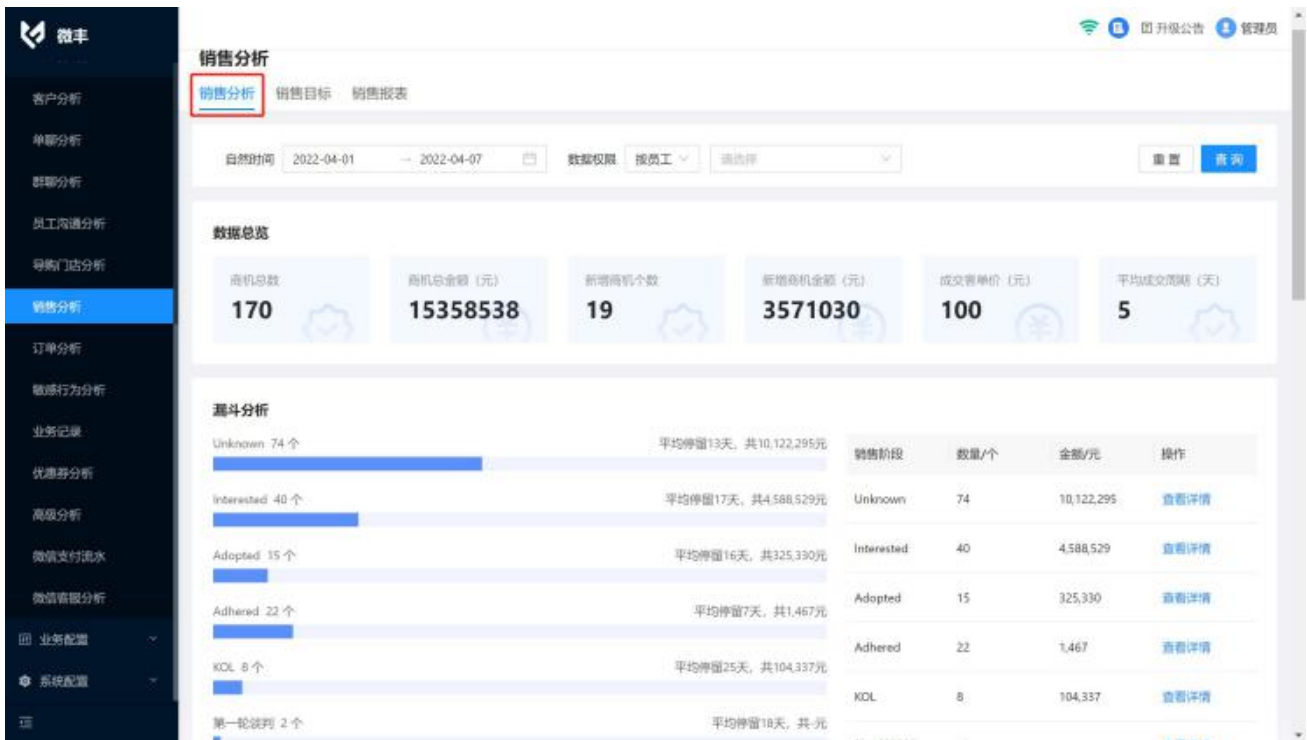 微丰
升级公告 管理员
销售分析
销售分析 销售目标 销售报表
客户分析
单聊分析
群聊分析
员工沟通分析
导购门店分析
销售分析
订单分析
敏感行为分析
业务记录
优惠券分析
高级分析
微信支付流水
微信客服分析
业务配置
系统配置
自然时间 2022-04-01 → 2022-04-07 数据权限 按员工 请选择 重置 查询
数据总览
商机总数 商机总金额(元) 新增商机个数 新增商机金额(元) 成交客单价(元) 平均成交周期(天)
170 15358538 19 3571030 100 5
漏斗分析
Unknown 74 个 平均停留13天,共10,122,295元
Interested 40 个 平均停留17天,共4,588,529元
Adopted 15 个 平均停留16天,共325,330元
Adhered 22 个 平均停留7天,共1,467元
KOL 8 个 平均停留25天,共104,337元
第一轮谈判 2 个 平均停留18天,共-元
销售阶段 数量/个 金额/元 操作
Unknown 74 10,122,295 查看详情
Interested 40 4,588,529 查看详情
Adopted 15 325,330 查看详情
Adhered 22 1,467 查看详情
KOL 8 104,337 查看详情